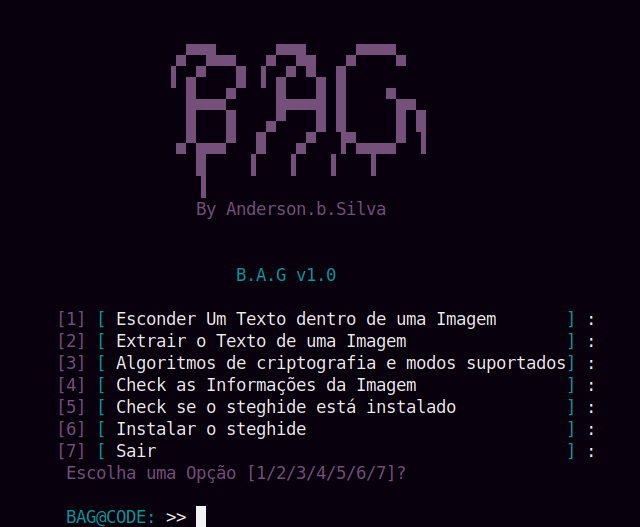 BAG
By Anderson.b.Silva
B.A.G v1.0
[1] [ Esconder Um Texto dentro de uma Imagem ] :
[2] [ Extrair o Texto de uma Imagem ] :
[3] [ Algoritmos de criptografia e modos suportados] :
[4] [ Check as Informações da Imagem ] :
[5] [ Check se o steghide está instalado ] :
[6] [ Instalar o steghide ] :
[7] [ Sair ] :
Escolha uma Opção [1/2/3/4/5/6/7]?
BAG@CODE: >>